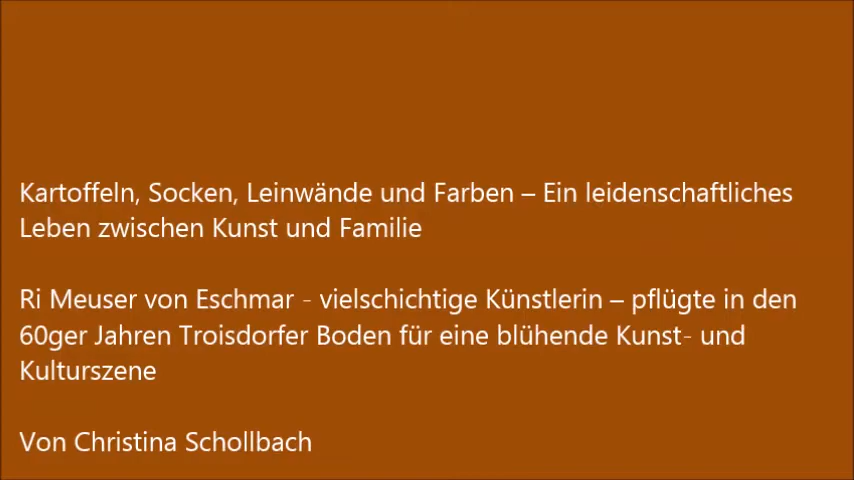 Kartoffeln, Socken, Leinwände und Farben – Ein leidenschaftliches
Leben zwischen Kunst und Familie
Ri Meuser von Eschmar - vielschichtige Künstlerin – pflügte in den
60ger Jahren Troisdorfer Boden für eine blühende Kunst- und
Kulturszene
Von Christina Schollbach